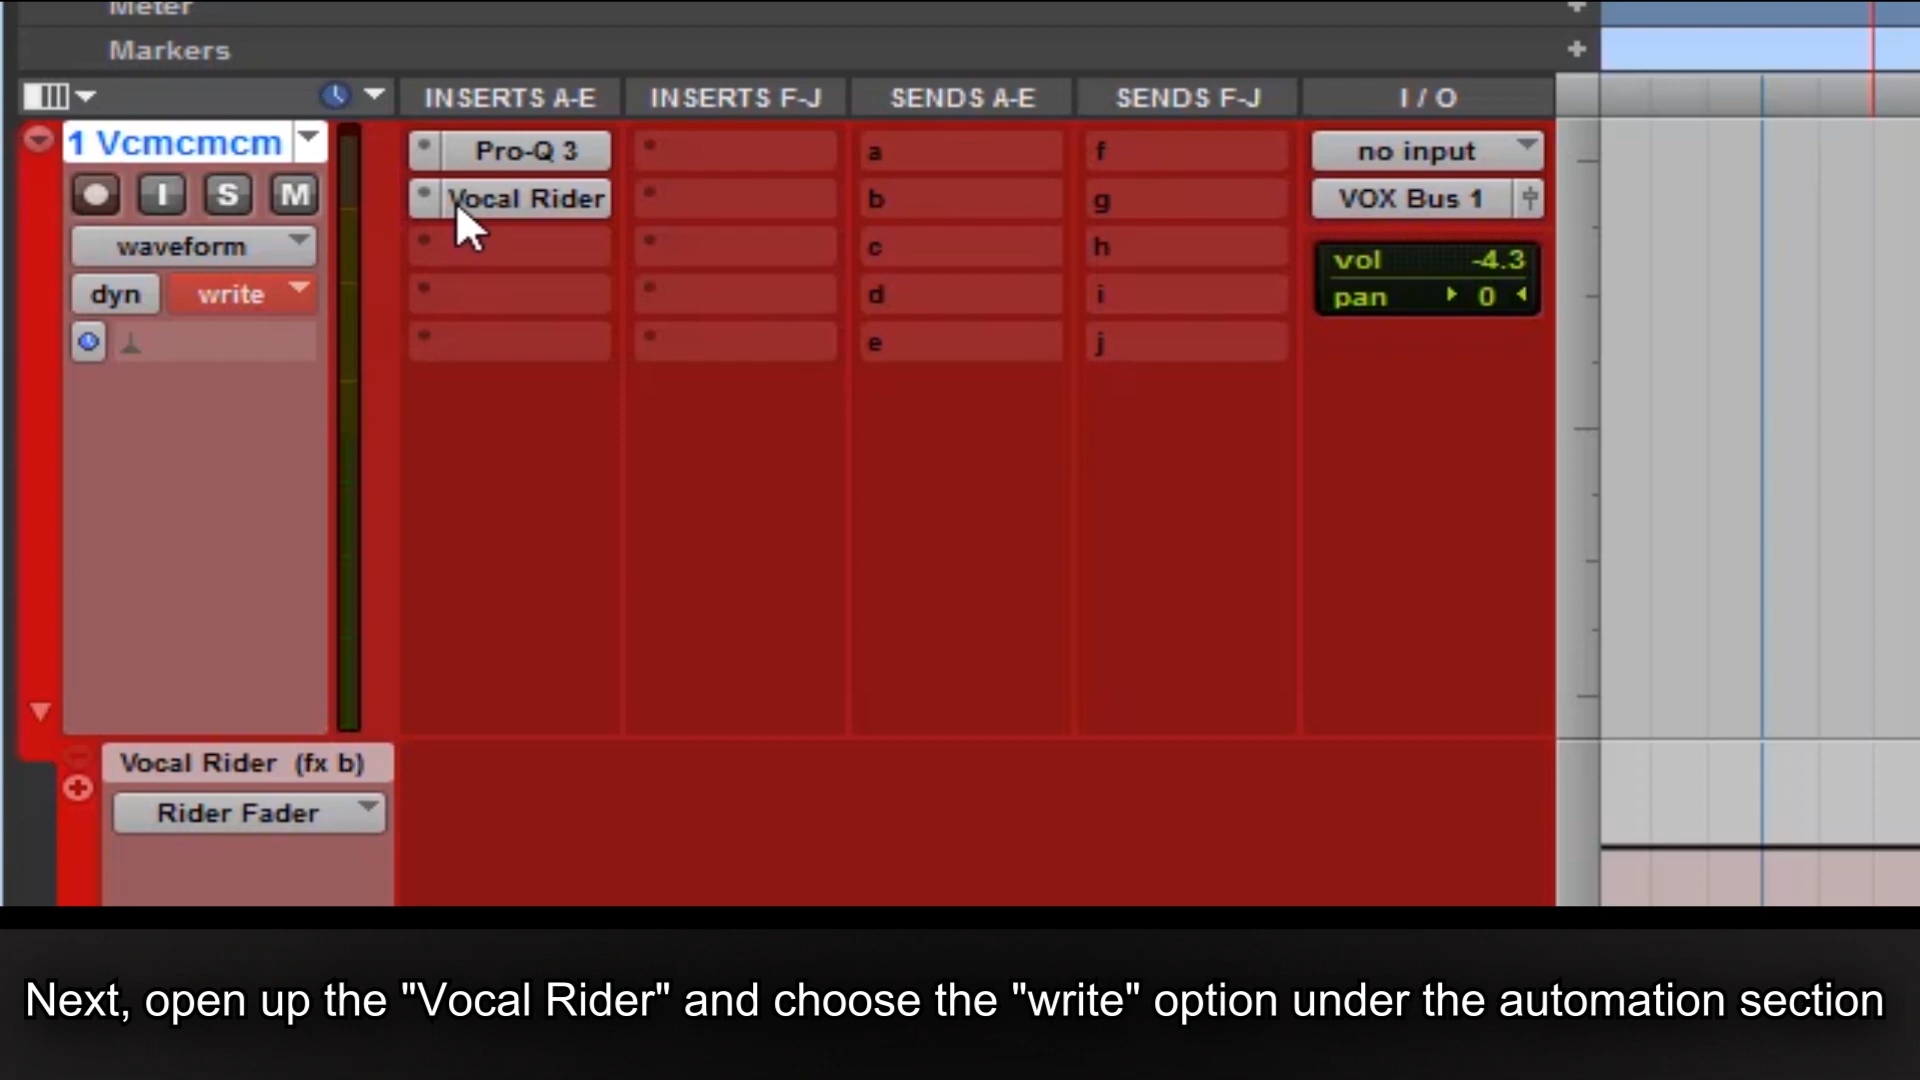 Meter
Markers
INSERTS A-E INSERTS F-J SENDS A-E SENDS F-J I / O
1 Vcmcmcm Pro-Q 3 a f no input
I S M Vocal Rider b g VOX Bus 1
waveform c h vol -4.3
dyn write d i pan 0
e j
Vocal Rider (fx b)
Rider Fader
Next, open up the "Vocal Rider" and choose the "write" option under the automation section